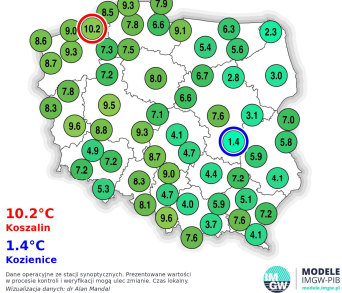 8.5 9.3 7.9
9.0 10.2 7.8 6.6 9.1 6.3 2.3
8.6 9.3 7.3 7.5 5.4 5.6
8.7 7.2 8.0 6.7 2.8 3.0
7.8 6.6
8.3 9.5 7.1 7.6 3.1 7.0
9.6 8.8 9.3 4.1 1.4 5.8
4.9 7.2 8.7 4.7 5.9
7.2 9.0 4.4 7.2 4.1
5.3 8.3 4.7
8.1 4.0 5.9 5.1
9.6 3.7 7.6 7.2
7.6 4.1
10.2°C
Koszalin
1.4°C
Kozienice
Dane operacyjne ze stacji synoptycznych. Prezentowane wartości
w procesie kontroli i weryfikacji mogą ulec zmianie. Czas lokalny.
Wizualizacja danych: dr Alan Mandal
IM
GW
MODELE
IMGW-PIB
modele.imgw.pl